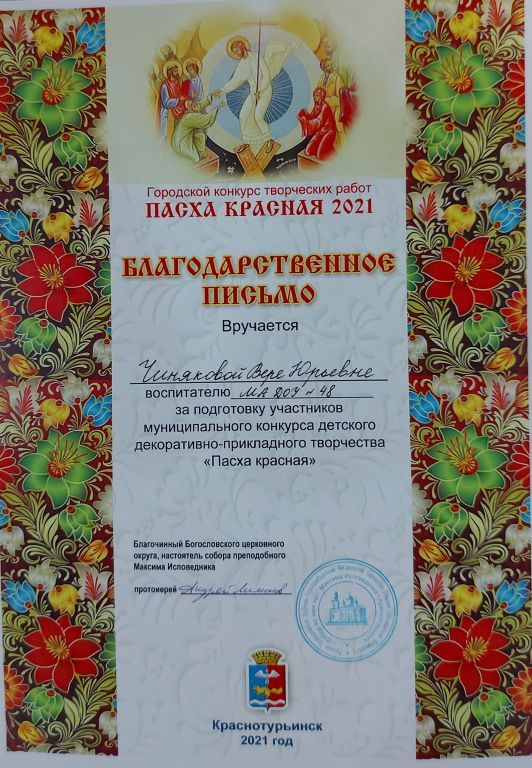 Городской конкурс творческих работ
ПАСХА КРАСНАЯ 2021
БЛАГОДАРСТВЕННОЕ
ПИСЬМО
Вручается
Чиняковой Вере Юрьевне
воспитателю МА ДОУ № 48
за подготовку участников
муниципального конкурса детского
декоративно-прикладного творчества
«Пасха красная»
Благочинный Богословского церковного
округа, настоятель собора преподобного
Максима Исповедника
протоиерей Андрей
Краснотурьинск
2021 год